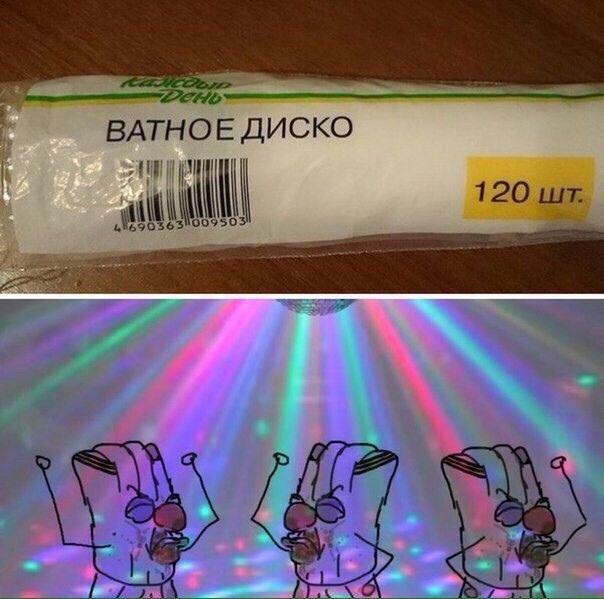 Каждый
День
ВАТНОЕ ДИСКО
120 шт.
4 690363 009503